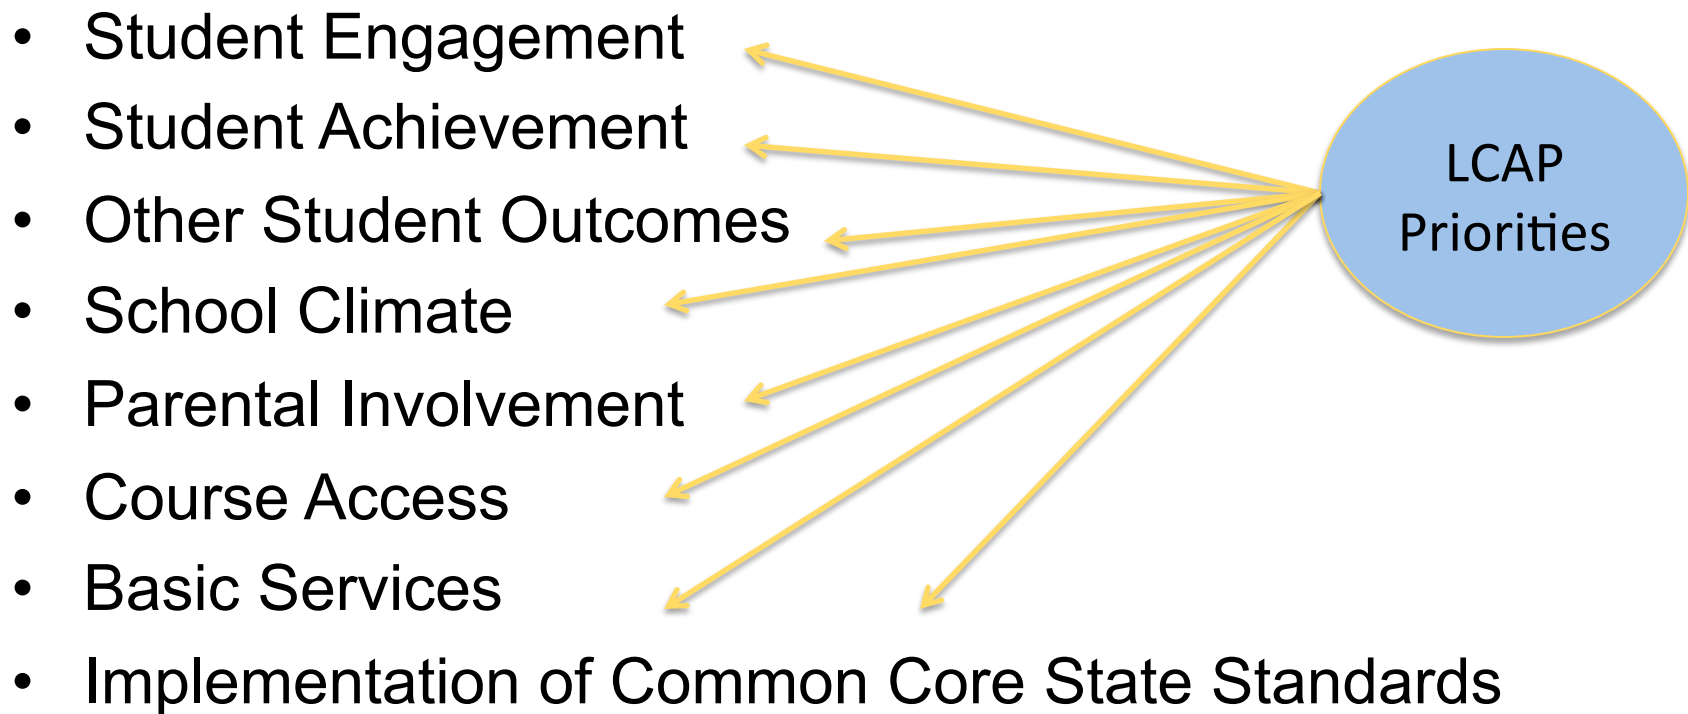 • Student Engagement
• Student Achievement
• Other Student Outcomes
• School Climate
• Parental Involvement
• Course Access
• Basic Services
• Implementation of Common Core State Standards
LCAP
Priorities